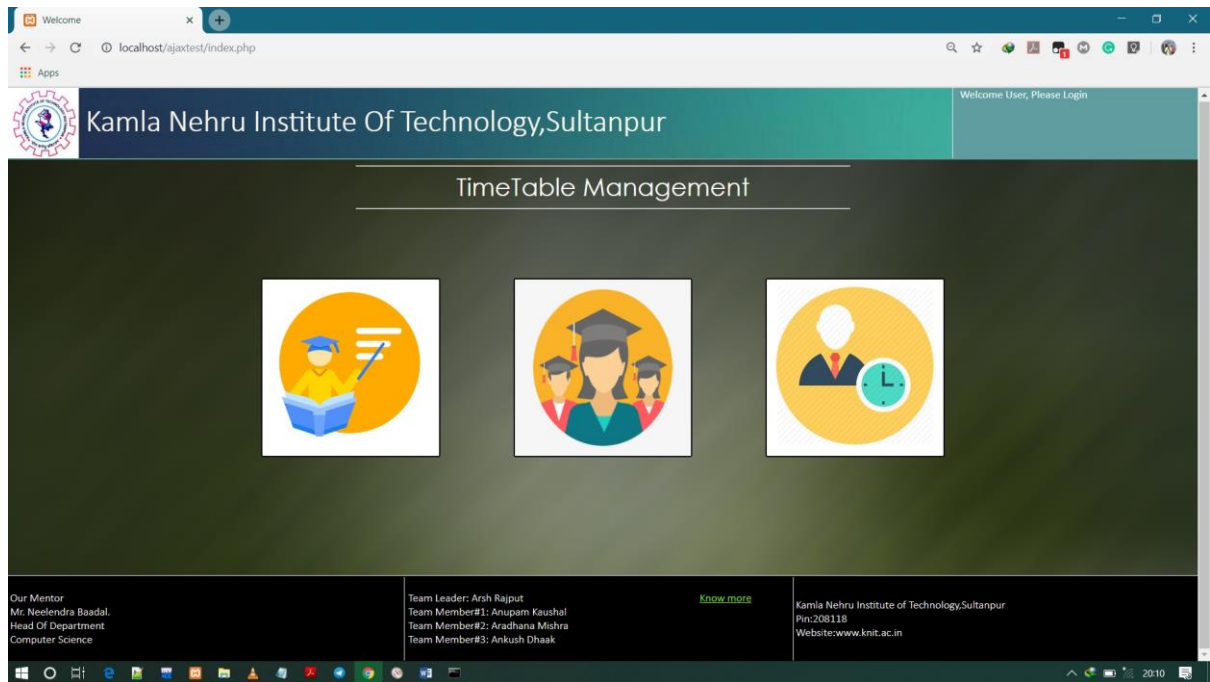 Welcome
localhost/ajaxtest/index.php
Apps
1
Kamla Nehru Institute Of Technology,Sultanpur
Welcome User, Please Login
TimeTable Management
Our Mentor
Mr. Neelendra Baadal.
Head Of Department
Computer Science
Team Leader: Arsh Rajput
Know more
Team Member#1: Anupam Kaushal
Team Member#2: Aradhana Mishra
Team Member#3: Ankush Dhaak
Kamla Nehru Institute of Technology,Sultanpur
Pin:208118
Website:www.knit.ac.in
20:10